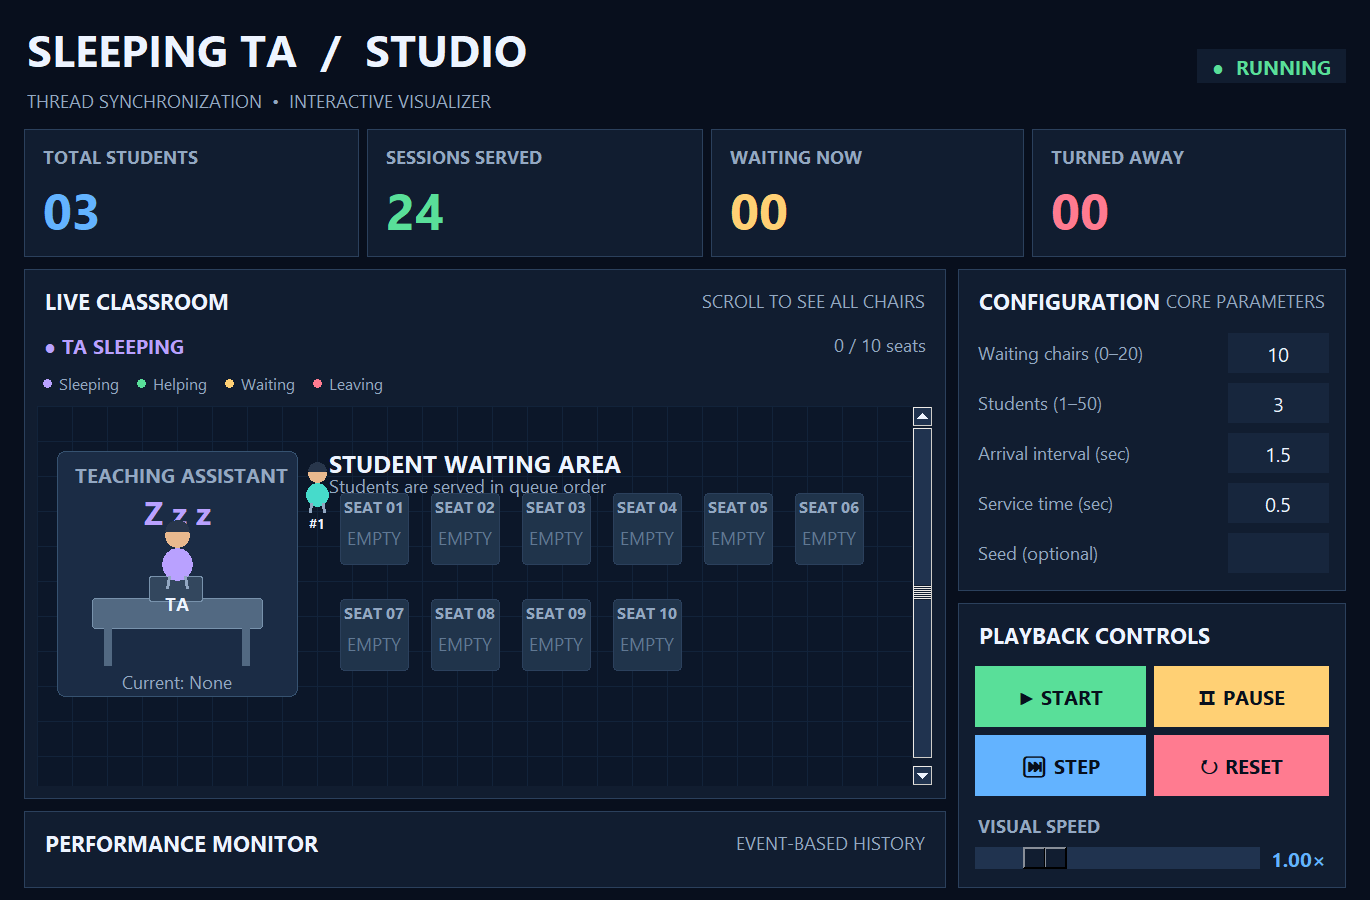 SLEEPING TA / STUDIO
● RUNNING
THREAD SYNCHRONIZATION • INTERACTIVE VISUALIZER
TOTAL STUDENTS
03
SESSIONS SERVED
24
WAITING NOW
00
TURNED AWAY
00
LIVE CLASSROOM
SCROLL TO SEE ALL CHAIRS
● TA SLEEPING
0 / 10 seats
Sleeping Helping Waiting Leaving
TEACHING ASSISTANT
Z z z
TA
Current: None
#1
STUDENT WAITING AREA
Students are served in queue order
SEAT 01 SEAT 02 SEAT 03 SEAT 04 SEAT 05 SEAT 06
EMPTY EMPTY EMPTY EMPTY EMPTY EMPTY
SEAT 07 SEAT 08 SEAT 09 SEAT 10
EMPTY EMPTY EMPTY EMPTY
PERFORMANCE MONITOR
EVENT-BASED HISTORY
CONFIGURATION CORE PARAMETERS
Waiting chairs (0–20) 10
Students (1–50) 3
Arrival interval (sec) 1.5
Service time (sec) 0.5
Seed (optional)
PLAYBACK CONTROLS
▶ START
⏸ PAUSE
⏭ STEP
↻ RESET
VISUAL SPEED
1.00×